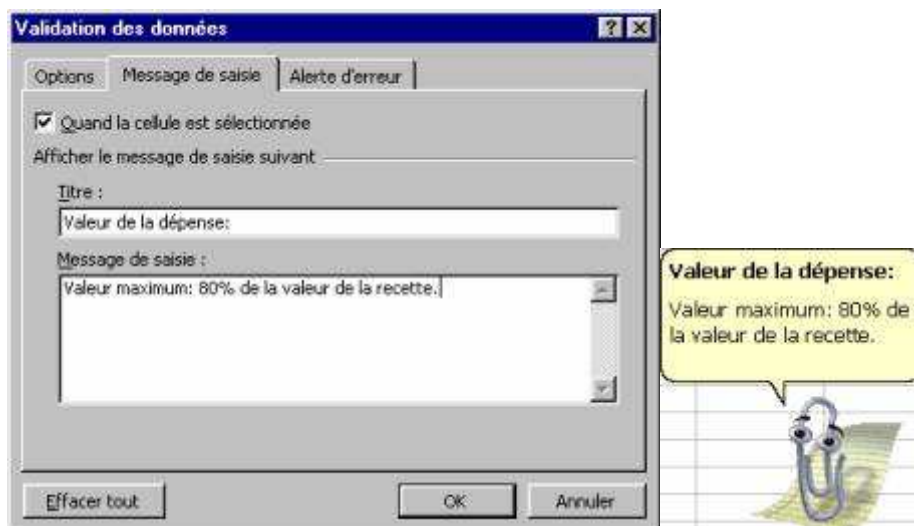 Validation des données
Options Message de saisie Alerte d'erreur
Quand la cellule est sélectionnée
Afficher le message de saisie suivant
Titre :
Valeur de la dépense:
Message de saisie :
Valeur maximum: 80% de la valeur de la recette.
Effacer tout OK Annuler
Valeur de la dépense:
Valeur maximum: 80% de
la valeur de la recette.